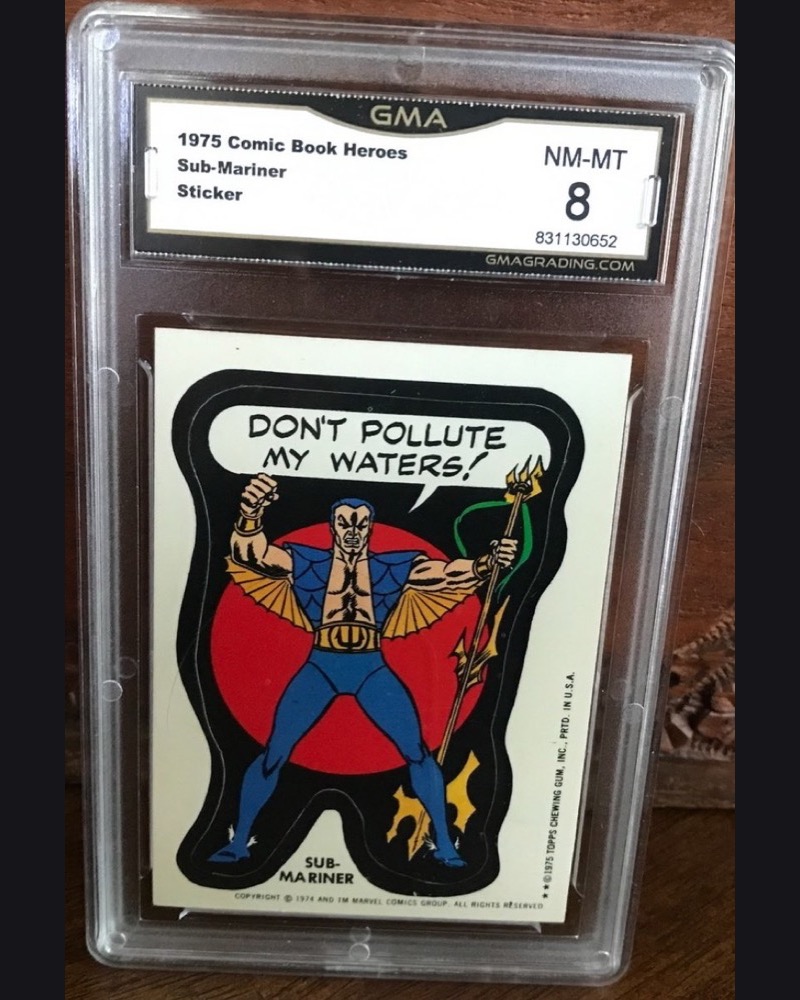 GMA
1975 Comic Book Heroes
Sub-Mariner
Sticker
NM-MT
8
831130652
GMAGRADING.COM
DON'T POLLUTE
MY WATERS!
SUB-
MARINER
COPYRIGHT © 1974 AND TM MARVEL COMICS GROUP. ALL RIGHTS RESERVED
**©1975 TOPPS CHEWING GUM, INC., PRTD. IN U.S.A.